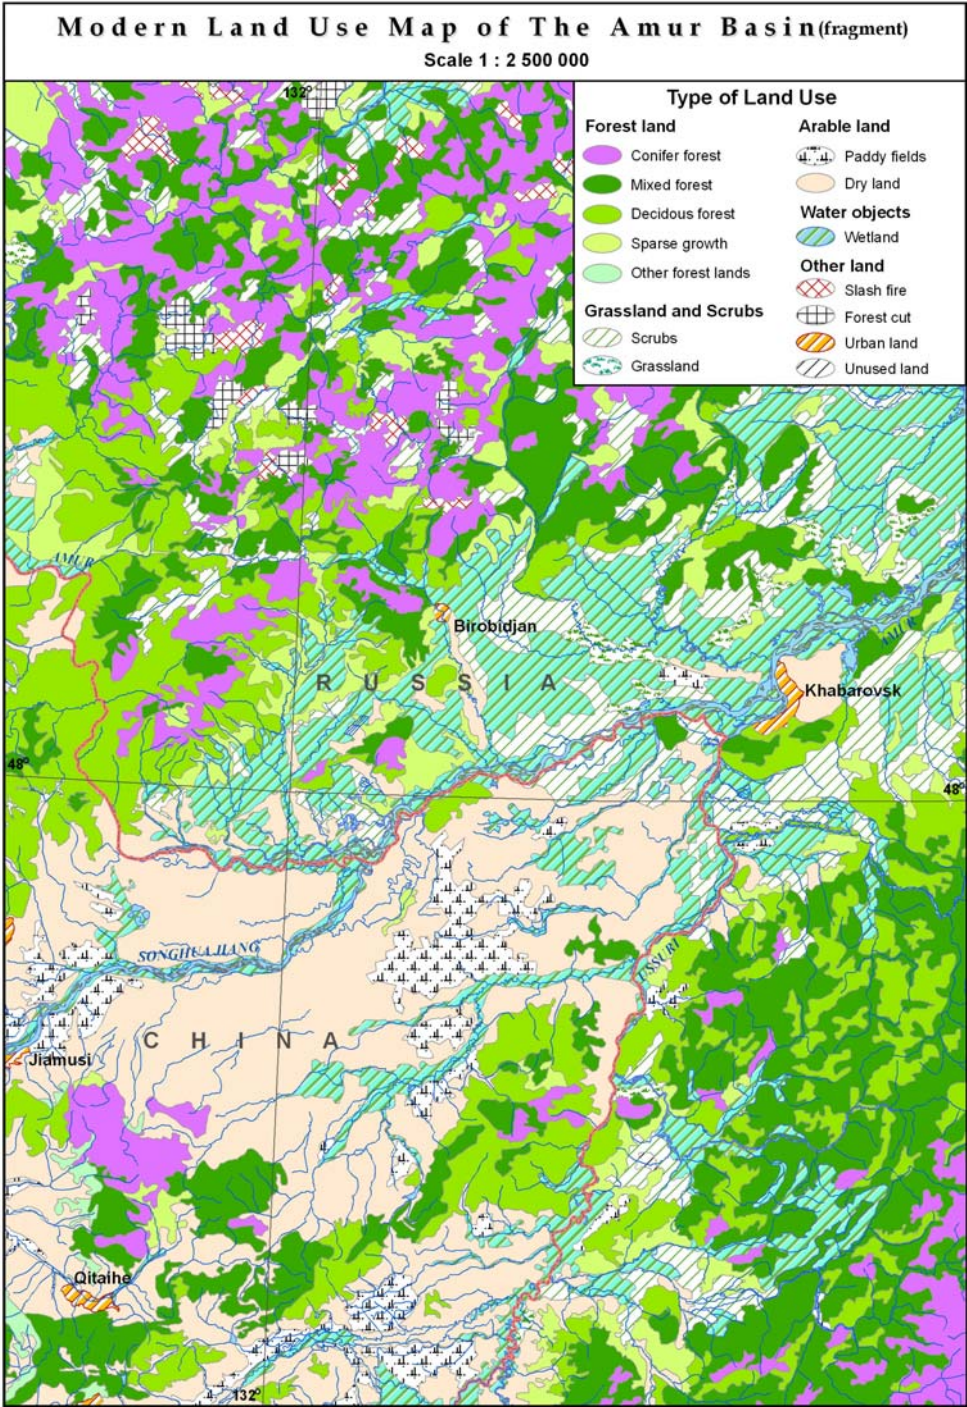 Modern Land Use Map of The Amur Basin(fragment)
Scale 1 : 2 500 000
132°
Type of Land Use
Forest land
Conifer forest
Mixed forest
Decidous forest
Sparse growth
Other forest lands
Grassland and Scrubs
Scrubs
Grassland
Arable land
Paddy fields
Dry land
Water objects
Wetland
Other land
Slash fire
Forest cut
Urban land
Unused land
AMUR
Birobidjan
AMUR
RUSSIA
Khabarovsk
48°
48°
SONGHUA JIANG
USSURI
CHINA
Jiamusi
Qitaihe
132°